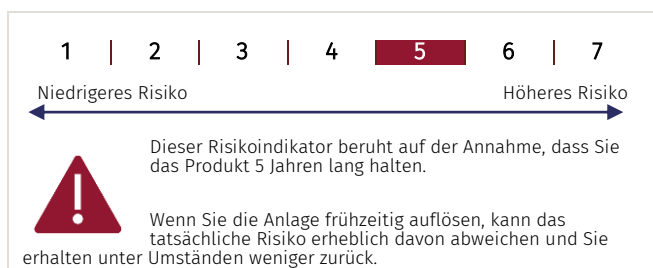 1 2 3 4 5 6 7
Niedrigeres Risiko Höheres Risiko
Dieser Risikoindikator beruht auf der Annahme, dass Sie
das Produkt 5 Jahren lang halten.
Wenn Sie die Anlage frühzeitig auflösen, kann das
tatsächliche Risiko erheblich davon abweichen und Sie
erhalten unter Umständen weniger zurück.